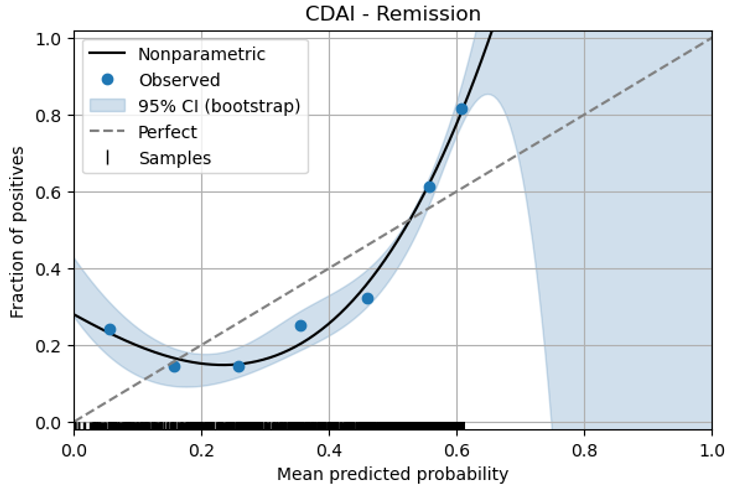 CDAI - Remission
Nonparametric
Observed
95% CI (bootstrap)
Perfect
Samples
Fraction of positives
1.0
0.8
0.6
0.4
0.2
0.0
0.0 0.2 0.4 0.6 0.8 1.0
Mean predicted probability